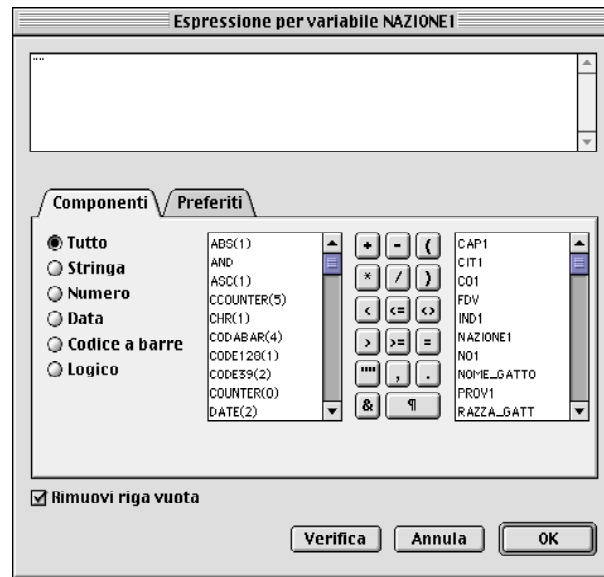 Espressione per variabile NAZIONE1
""
Componenti
Preferiti
Tutto
Stringa
Numero
Data
Codice a barre
Logico
ABS(1)
AND
ASC(1)
CCOUNTER(5)
CHR(1)
CODABAR(4)
CODE128(1)
CODE39(2)
COUNTER(0)
DATE(2)
+ - (
* / )
< <= <>
> >= =
"" , .
& ¶
CAP1
CIT1
CO1
FDV
IND1
NAZIONE1
NO1
NOME_GATTO
PROV1
RAZZA_GATT
Rimuovi riga vuota
Verifica
Annulla
OK